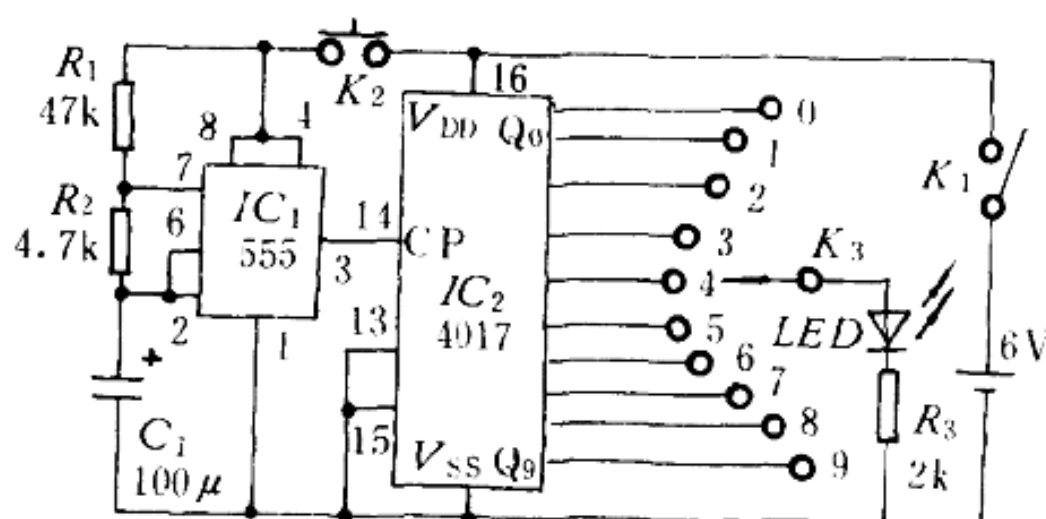 R1
47k
R2
4.7k
C1
100μ
8
4
7
6
2
1
3
IC1
555
K2
16
VDD
Q0
14
CP
IC2
4017
13
15
VSS
Q9
0
1
2
3
4
5
6
7
8
9
K3
LED
R3
2k
K1
6V
+